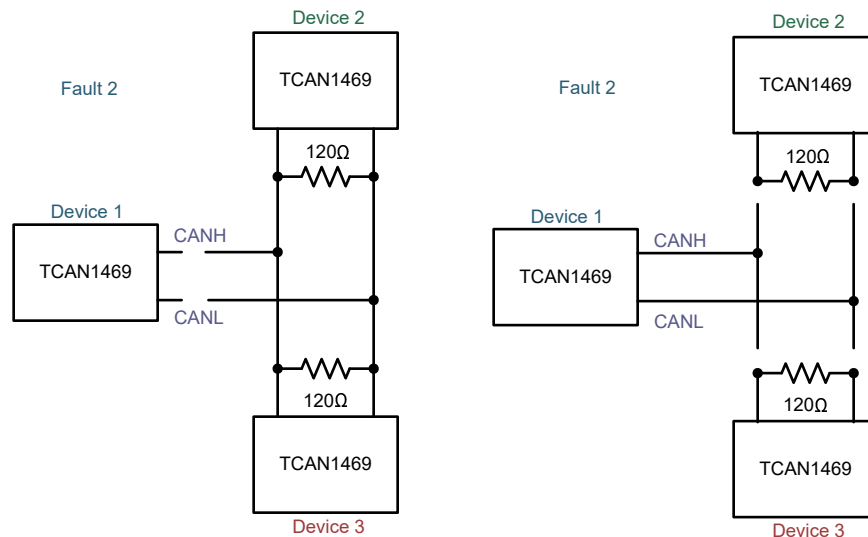 Device 2
TCAN1469
Fault 2
120Ω
Device 1
CANH
TCAN1469
CANL
120Ω
TCAN1469
Device 3
Device 2
TCAN1469
Fault 2
120Ω
Device 1
CANH
TCAN1469
CANL
120Ω
TCAN1469
Device 3